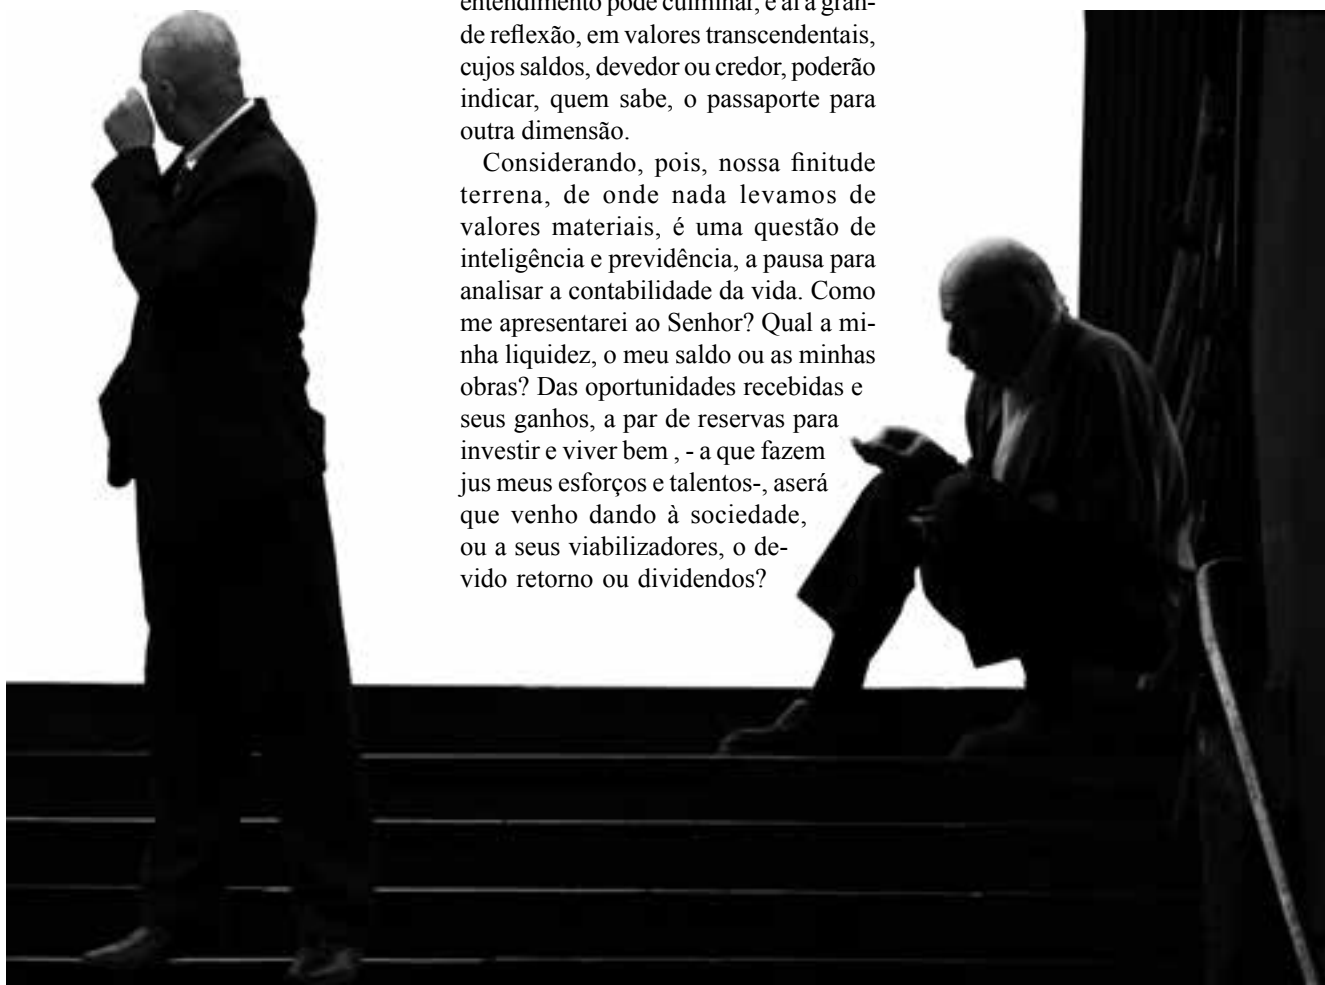 entendimento pode culminar, e aí a gran-
de reflexão, em valores transcendentais,
cujos saldos, devedor ou credor, poderão
indicar, quem sabe, o passaporte para
outra dimensão.
Considerando, pois, nossa finitude
terrena, de onde nada levamos de
valores materiais, é uma questão de
inteligência e previdência, a pausa para
analisar a contabilidade da vida. Como
me apresentarei ao Senhor? Qual a mi-
nha liquidez, o meu saldo ou as minhas
obras? Das oportunidades recebidas e
seus ganhos, a par de reservas para
investir e viver bem , - a que fazem
jus meus esforços e talentos-, aserá
que venho dando à sociedade,
ou a seus viabilizadores, o de-
vido retorno ou dividendos?